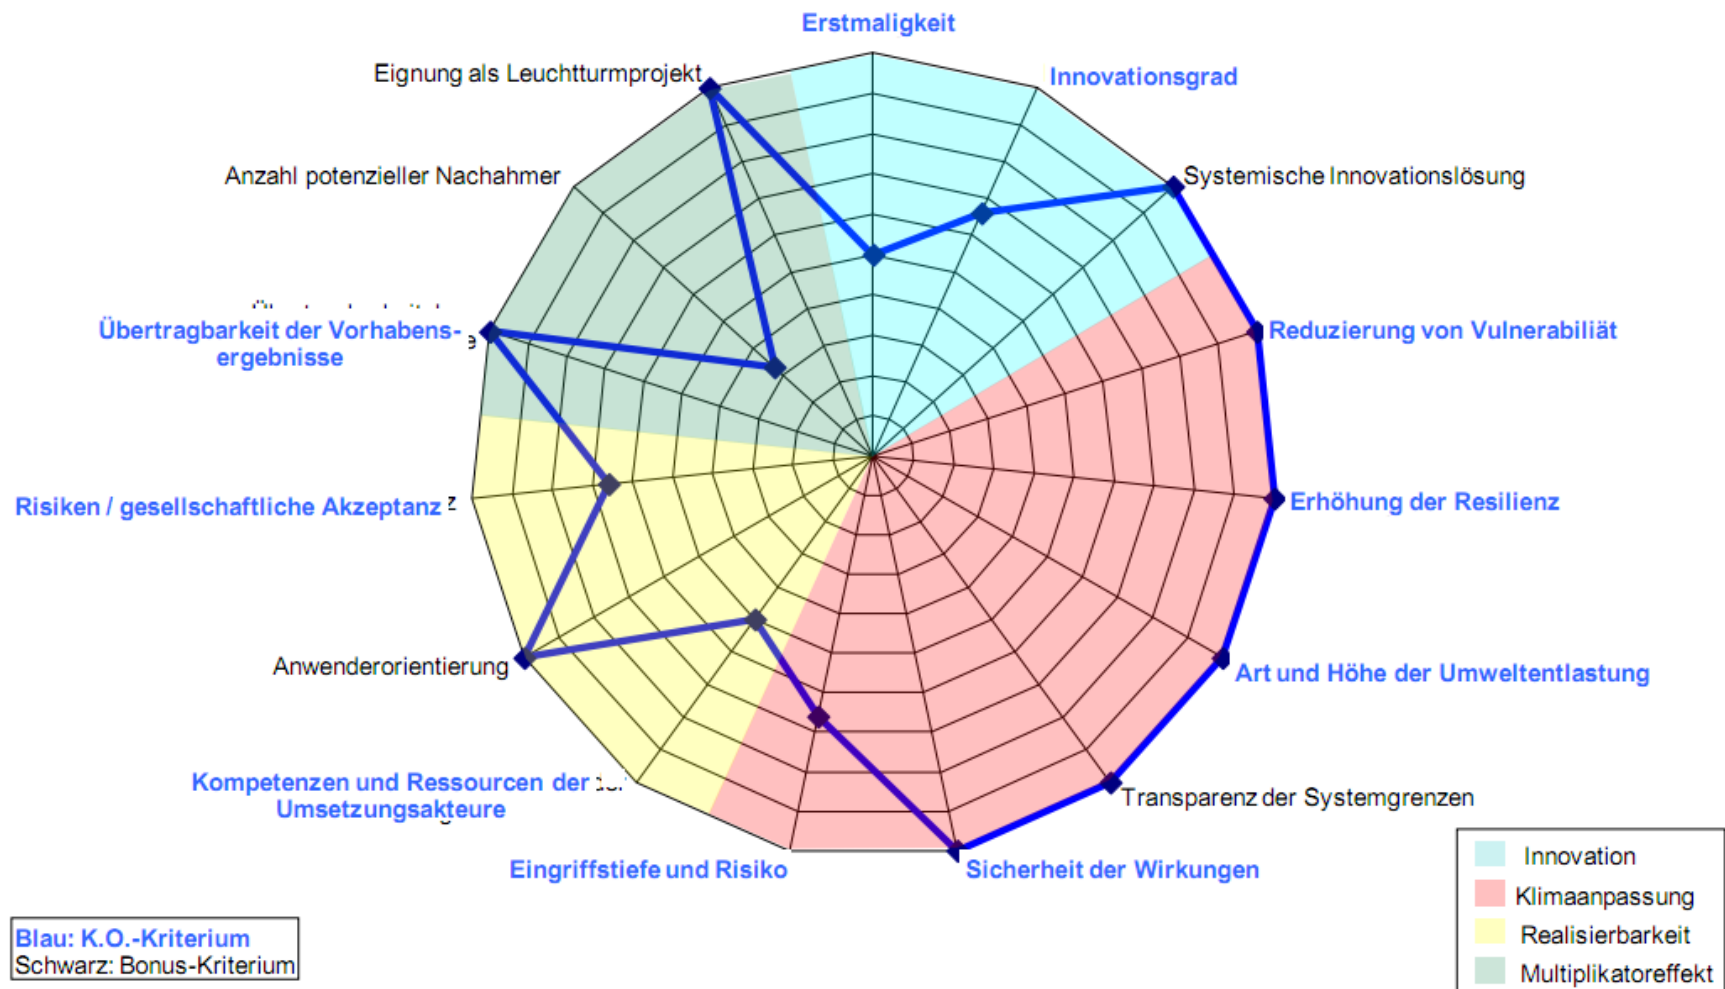 Erstmaligkeit
Innovationsgrad
Eignung als Leuchtturmprojekt
Systemische Innovationslösung
Anzahl potenzieller Nachahmer
Reduzierung von Vulnerabiliät
Übertragbarkeit der Vorhabens-
ergebnisse
e
Erhöhung der Resilienz
Risiken / gesellschaftliche Akzeptanz z
Anwenderorientierung
Art und Höhe der Umweltentlastung
Kompetenzen und Ressourcen der
Umsetzungsakteure
Transparenz der Systemgrenzen
Eingriffstiefe und Risiko
Sicherheit der Wirkungen
Blau: K.O.-Kriterium
Schwarz: Bonus-Kriterium
Innovation
Klimaanpassung
Realisierbarkeit
Multiplikatoreffekt